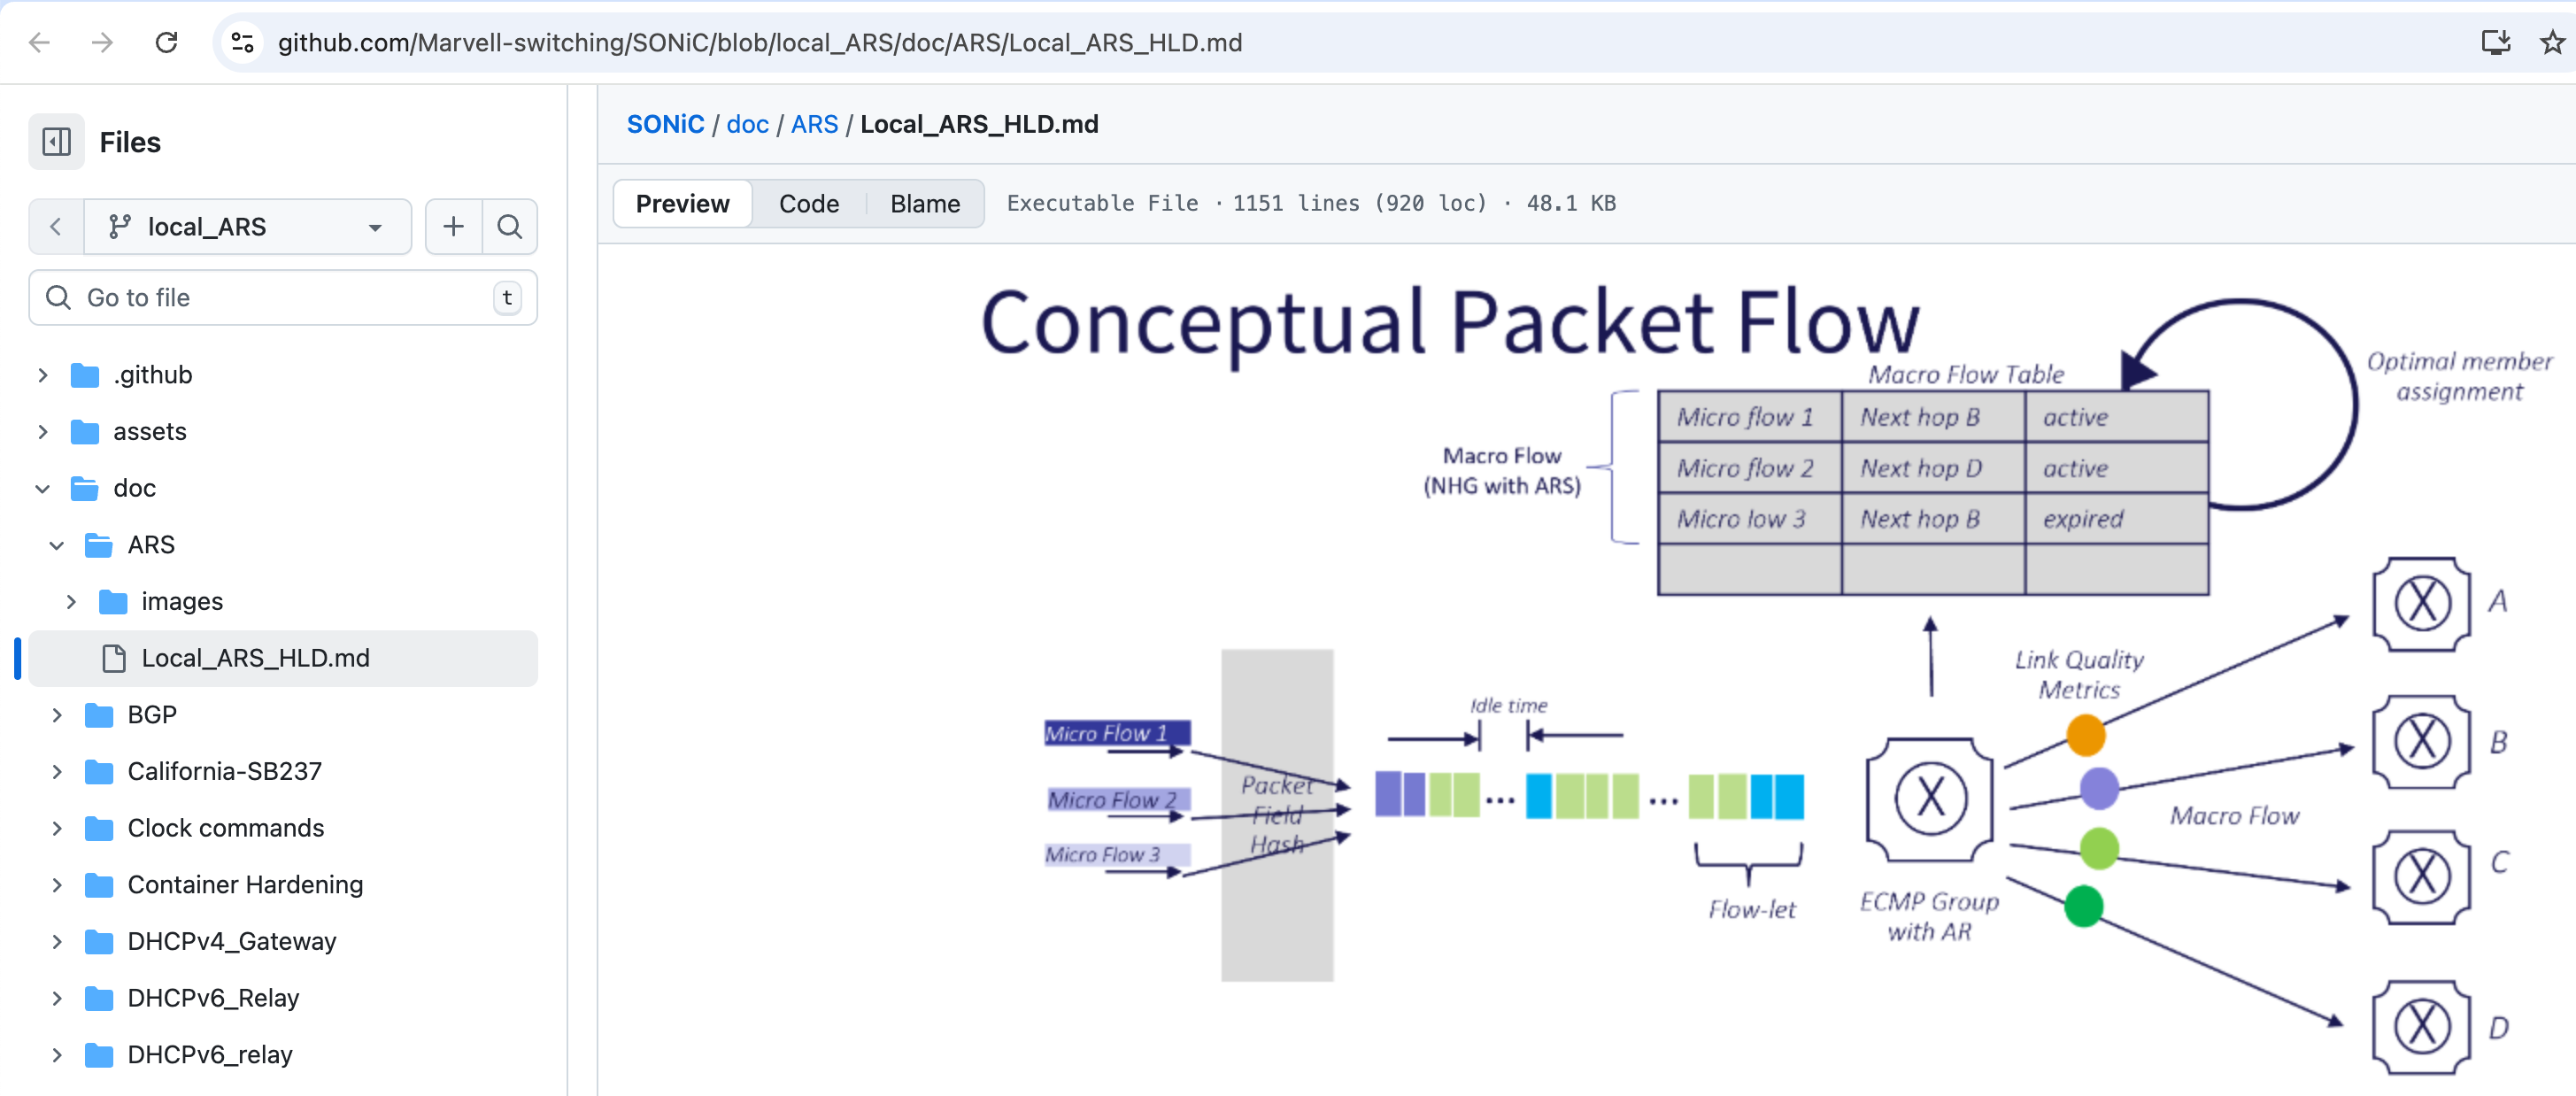 github.com/Marvell-switching/SONiC/blob/local_ARS/doc/ARS/Local_ARS_HLD.md
Files
local_ARS
Go to file
t
.github
assets
doc
ARS
images
Local_ARS_HLD.md
BGP
California-SB237
Clock commands
Container Hardening
DHCPv4_Gateway
DHCPv6_Relay
DHCPv6_relay
SONiC / doc / ARS / Local_ARS_HLD.md
Preview Code Blame Executable File · 1151 lines (920 loc) · 48.1 KB
Conceptual Packet Flow
Macro Flow Table
Optimal member
assignment
Micro flow 1 Next hop B active
Micro flow 2 Next hop D active
Micro low 3 Next hop B expired
Macro Flow
(NHG with ARS)
Micro Flow 1
Micro Flow 2
Micro Flow 3
Packet
Field
Hash
Idle time
...
...
Flow-let
X
ECMP Group
with AR
Link Quality
Metrics
Macro Flow
X A
X B
X C
X D